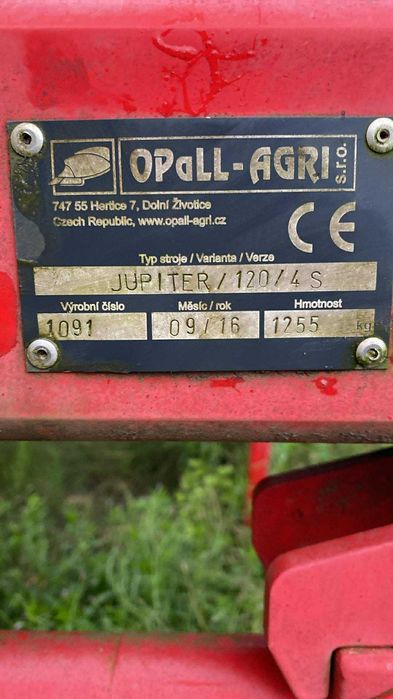 OPaLL-AGRI s.r.o.
747 55 Hertice 7, Dolní Životice
Czech Republic, www.opall-agri.cz
CE
Typ stroje / Varianta / Verze
JUPITER/120/4 S
Výrobní číslo Měsíc / rok Hmotnost
1091 09/16 1255 kg